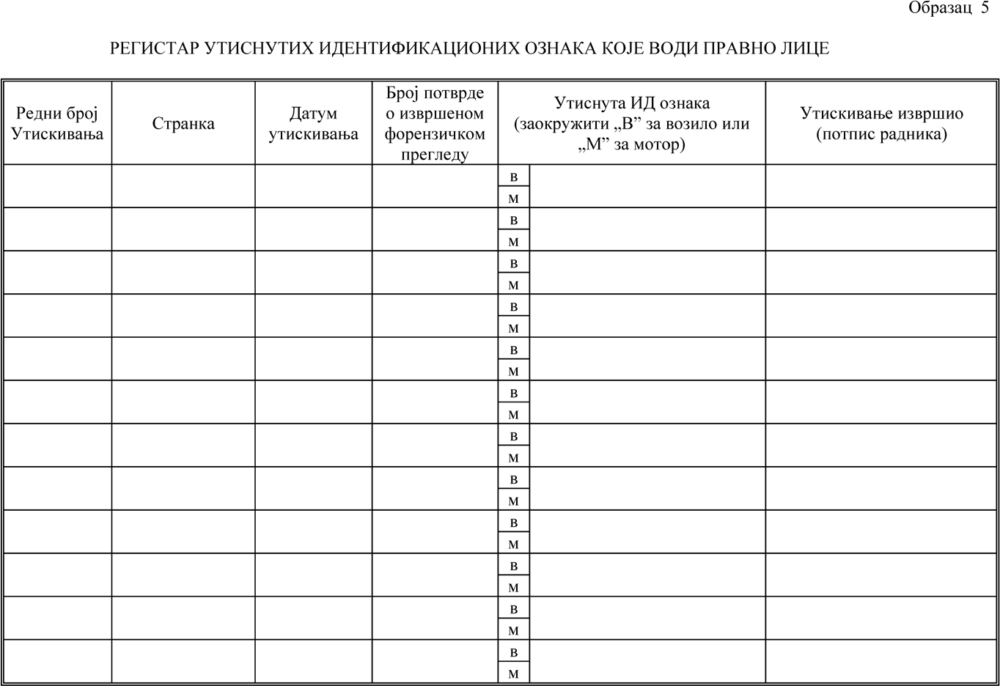 Образац 5
РЕГИСТАР УТИСНУТИХ ИДЕНТИФИКАЦИОНИХ ОЗНАКА КОЈЕ ВОДИ ПРАВНО ЛИЦЕ
Редни број
Утискивања
Странка
Датум
утискивања
Број потврде
о извршеном
форензичком
прегледу
Утиснута ИД ознака
(заокружити „В” за возило или
„М” за мотор)
Утискивање извршио
(потпис радника)
в
м
в
м
в
м
в
м
в
м
в
м
в
м
в
м
в
м
в
м
в
м
в
м